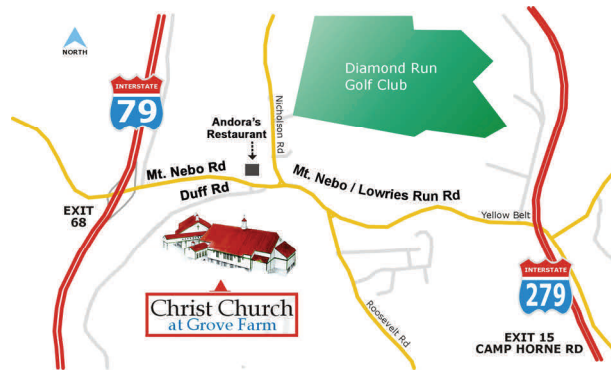 NORTH
INTERSTATE
79
Diamond Run
Golf Club
Nicholson Rd
Andora's
Restaurant
Mt. Nebo Rd
Duff Rd
Mt. Nebo / Lowries Run Rd
EXIT
68
Yellow Belt
INTERSTATE
279
Christ Church
at Grove Farm
Roosevelt Rd
EXIT 15
CAMP HORNE RD